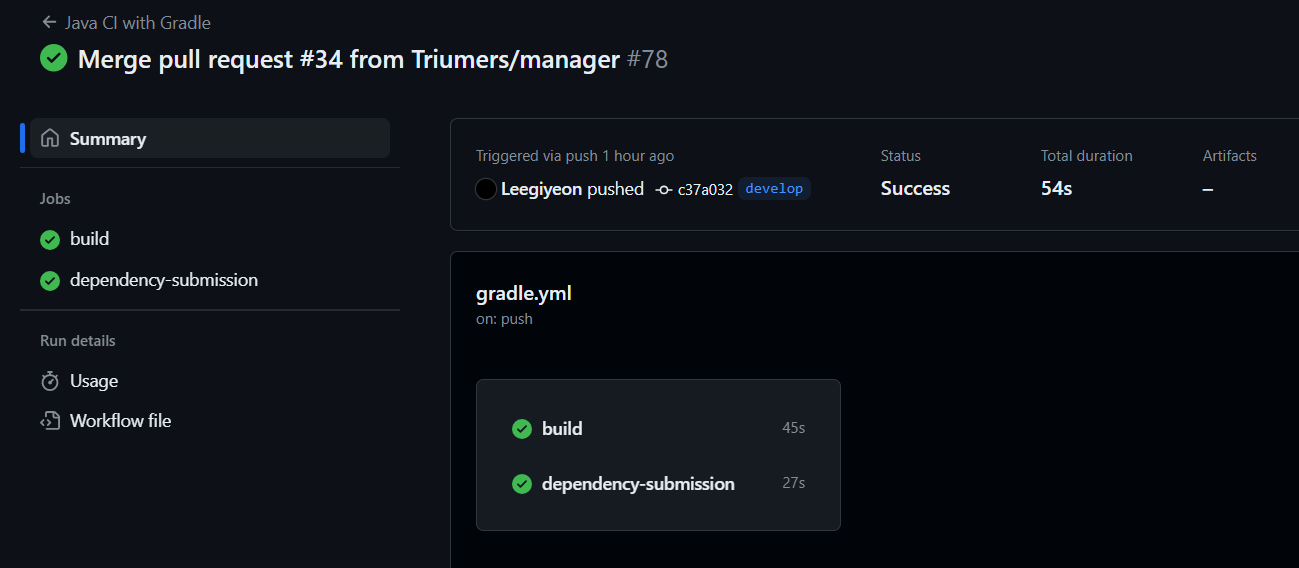 Java CI with Gradle
Merge pull request #34 from Triumers/manager #78
Summary
Jobs
build
dependency-submission
Run details
Usage
Workflow file
Triggered via push 1 hour ago
Leegiyeon pushed c37a032 develop
Status
Success
Total duration
54s
Artifacts
–
gradle.yml
on: push
build 45s
dependency-submission 27s